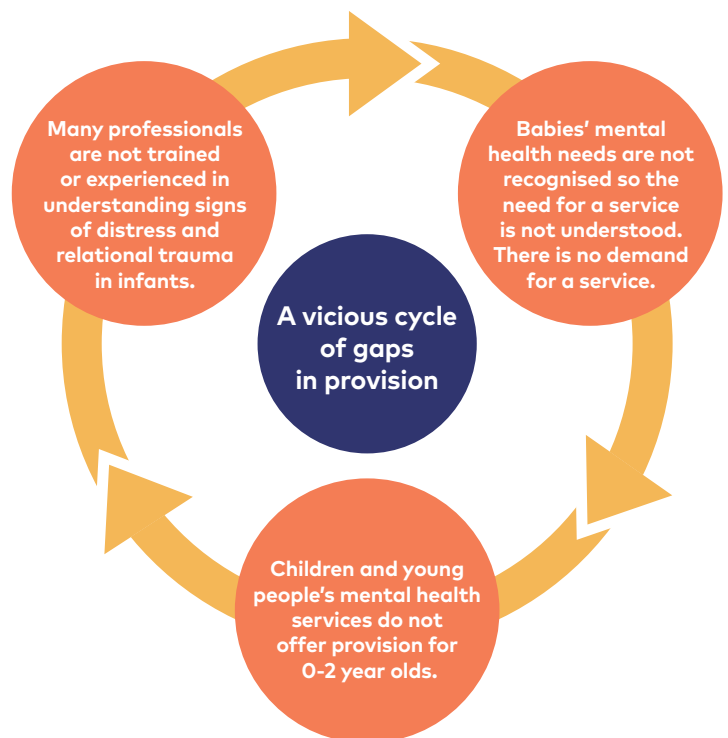 Many professionals
are not trained
or experienced in
understanding signs
of distress and
relational trauma
in infants.
Babies’ mental
health needs are not
recognised so the
need for a service
is not understood.
There is no demand
for a service.
A vicious cycle
of gaps
in provision
Children and young
people’s mental health
services do not
offer provision for
0-2 year olds.